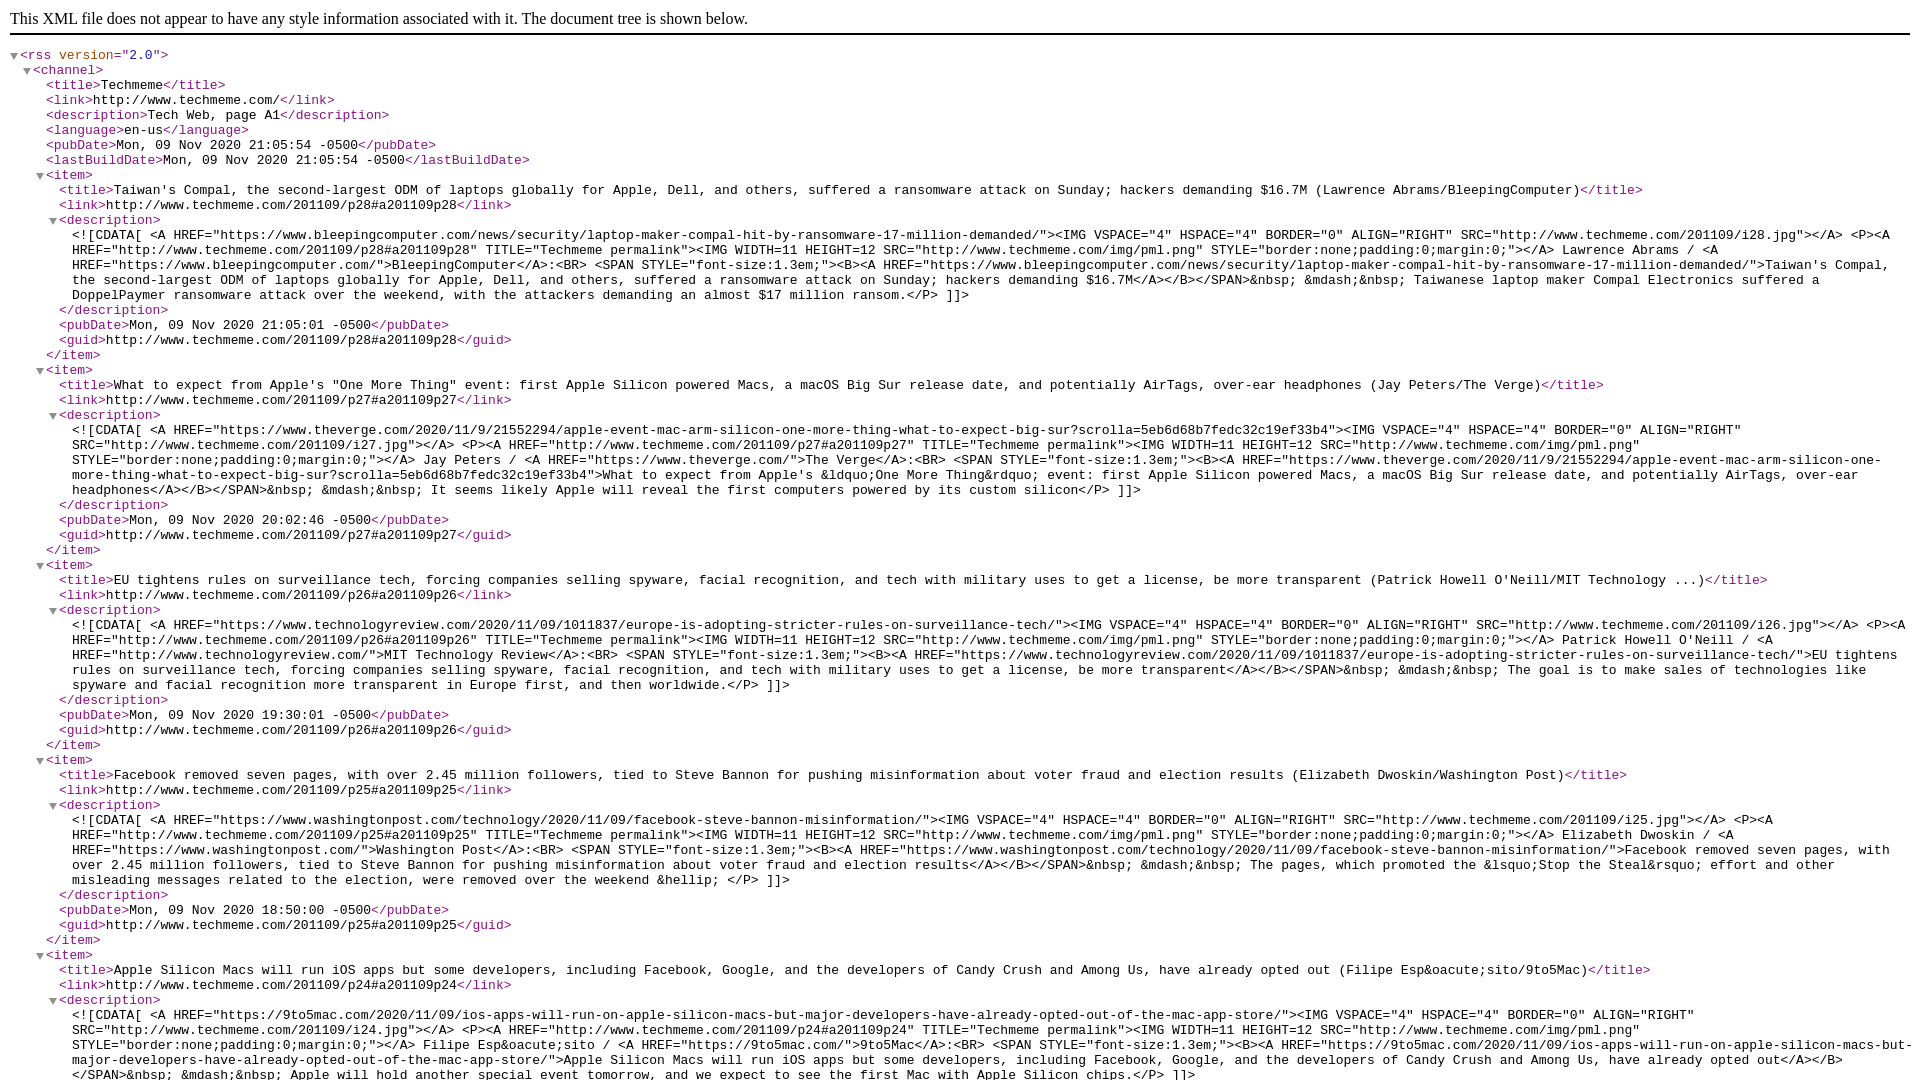 This XML file does not appear to have any style information associated with it. The document tree is shown below.
<rss version="2.0">
<channel>
<title>Techmeme</title>
<link>http://www.techmeme.com/</link>
<description>Tech Web, page A1</description>
<language>en-us</language>
<pubDate>Mon, 09 Nov 2020 21:05:54 -0500</pubDate>
<lastBuildDate>Mon, 09 Nov 2020 21:05:54 -0500</lastBuildDate>
<item>
<title>Taiwan's Compal, the second-largest ODM of laptops globally for Apple, Dell, and others, suffered a ransomware attack on Sunday; hackers demanding $16.7M (Lawrence Abrams/BleepingComputer)</title>
<link>http://www.techmeme.com/201109/p28#a201109p28</link>
<description>
<![CDATA[ <A HREF="https://www.bleepingcomputer.com/news/security/laptop-maker-compal-hit-by-ransomware-17-million-demanded/"><IMG VSPACE="4" HSPACE="4" BORDER="0" ALIGN="RIGHT" SRC="http://www.techmeme.com/201109/i28.jpg"></A> <P><A
HREF="http://www.techmeme.com/201109/p28#a201109p28" TITLE="Techmeme permalink"><IMG WIDTH=11 HEIGHT=12 SRC="http://www.techmeme.com/img/pml.png" STYLE="border:none;padding:0;margin:0;"></A> Lawrence Abrams / <A
HREF="https://www.bleepingcomputer.com/">BleepingComputer</A>:<BR> <SPAN STYLE="font-size:1.3em;"><B><A HREF="https://www.bleepingcomputer.com/news/security/laptop-maker-compal-hit-by-ransomware-17-million-demanded/">Taiwan's Compal,
the second-largest ODM of laptops globally for Apple, Dell, and others, suffered a ransomware attack on Sunday; hackers demanding $16.7M</A></B></SPAN>&nbsp; &mdash;&nbsp; Taiwanese laptop maker Compal Electronics suffered a
DoppelPaymer ransomware attack over the weekend, with the attackers demanding an almost $17 million ransom.</P> ]]>
</description>
<pubDate>Mon, 09 Nov 2020 21:05:01 -0500</pubDate>
<guid>http://www.techmeme.com/201109/p28#a201109p28</guid>
</item>
<item>
<title>What to expect from Apple's "One More Thing" event: first Apple Silicon powered Macs, a macOS Big Sur release date, and potentially AirTags, over-ear headphones (Jay Peters/The Verge)</title>
<link>http://www.techmeme.com/201109/p27#a201109p27</link>
<description>
<![CDATA[ <A HREF="https://www.theverge.com/2020/11/9/21552294/apple-event-mac-arm-silicon-one-more-thing-what-to-expect-big-sur?scrolla=5eb6d68b7fedc32c19ef33b4"><IMG VSPACE="4" HSPACE="4" BORDER="0" ALIGN="RIGHT"
SRC="http://www.techmeme.com/201109/i27.jpg"></A> <P><A HREF="http://www.techmeme.com/201109/p27#a201109p27" TITLE="Techmeme permalink"><IMG WIDTH=11 HEIGHT=12 SRC="http://www.techmeme.com/img/pml.png"
STYLE="border:none;padding:0;margin:0;"></A> Jay Peters / <A HREF="https://www.theverge.com/">The Verge</A>:<BR> <SPAN STYLE="font-size:1.3em;"><B><A HREF="https://www.theverge.com/2020/11/9/21552294/apple-event-mac-arm-silicon-one-
more-thing-what-to-expect-big-sur?scrolla=5eb6d68b7fedc32c19ef33b4">What to expect from Apple's &ldquo;One More Thing&rdquo; event: first Apple Silicon powered Macs, a macOS Big Sur release date, and potentially AirTags, over-ear
headphones</A></B></SPAN>&nbsp; &mdash;&nbsp; It seems likely Apple will reveal the first computers powered by its custom silicon</P> ]]>
</description>
<pubDate>Mon, 09 Nov 2020 20:02:46 -0500</pubDate>
<guid>http://www.techmeme.com/201109/p27#a201109p27</guid>
</item>
<item>
<title>EU tightens rules on surveillance tech, forcing companies selling spyware, facial recognition, and tech with military uses to get a license, be more transparent (Patrick Howell O'Neill/MIT Technology ...)</title>
<link>http://www.techmeme.com/201109/p26#a201109p26</link>
<description>
<![CDATA[ <A HREF="https://www.technologyreview.com/2020/11/09/1011837/europe-is-adopting-stricter-rules-on-surveillance-tech/"><IMG VSPACE="4" HSPACE="4" BORDER="0" ALIGN="RIGHT" SRC="http://www.techmeme.com/201109/i26.jpg"></A> <P><A
HREF="http://www.techmeme.com/201109/p26#a201109p26" TITLE="Techmeme permalink"><IMG WIDTH=11 HEIGHT=12 SRC="http://www.techmeme.com/img/pml.png" STYLE="border:none;padding:0;margin:0;"></A> Patrick Howell O'Neill / <A
HREF="http://www.technologyreview.com/">MIT Technology Review</A>:<BR> <SPAN STYLE="font-size:1.3em;"><B><A HREF="https://www.technologyreview.com/2020/11/09/1011837/europe-is-adopting-stricter-rules-on-surveillance-tech/">EU tightens
rules on surveillance tech, forcing companies selling spyware, facial recognition, and tech with military uses to get a license, be more transparent</A></B></SPAN>&nbsp; &mdash;&nbsp; The goal is to make sales of technologies like
spyware and facial recognition more transparent in Europe first, and then worldwide.</P> ]]>
</description>
<pubDate>Mon, 09 Nov 2020 19:30:01 -0500</pubDate>
<guid>http://www.techmeme.com/201109/p26#a201109p26</guid>
</item>
<item>
<title>Facebook removed seven pages, with over 2.45 million followers, tied to Steve Bannon for pushing misinformation about voter fraud and election results (Elizabeth Dwoskin/Washington Post)</title>
<link>http://www.techmeme.com/201109/p25#a201109p25</link>
<description>
<![CDATA[ <A HREF="https://www.washingtonpost.com/technology/2020/11/09/facebook-steve-bannon-misinformation/"><IMG VSPACE="4" HSPACE="4" BORDER="0" ALIGN="RIGHT" SRC="http://www.techmeme.com/201109/i25.jpg"></A> <P><A
HREF="http://www.techmeme.com/201109/p25#a201109p25" TITLE="Techmeme permalink"><IMG WIDTH=11 HEIGHT=12 SRC="http://www.techmeme.com/img/pml.png" STYLE="border:none;padding:0;margin:0;"></A> Elizabeth Dwoskin / <A
HREF="https://www.washingtonpost.com/">Washington Post</A>:<BR> <SPAN STYLE="font-size:1.3em;"><B><A HREF="https://www.washingtonpost.com/technology/2020/11/09/facebook-steve-bannon-misinformation/">Facebook removed seven pages, with
over 2.45 million followers, tied to Steve Bannon for pushing misinformation about voter fraud and election results</A></B></SPAN>&nbsp; &mdash;&nbsp; The pages, which promoted the &lsquo;Stop the Steal&rsquo; effort and other
misleading messages related to the election, were removed over the weekend &hellip; </P> ]]>
</description>
<pubDate>Mon, 09 Nov 2020 18:50:00 -0500</pubDate>
<guid>http://www.techmeme.com/201109/p25#a201109p25</guid>
</item>
<item>
<title>Apple Silicon Macs will run iOS apps but some developers, including Facebook, Google, and the developers of Candy Crush and Among Us, have already opted out (Filipe Esp&oacute;sito/9to5Mac)</title>
<link>http://www.techmeme.com/201109/p24#a201109p24</link>
<description>
<![CDATA[ <A HREF="https://9to5mac.com/2020/11/09/ios-apps-will-run-on-apple-silicon-macs-but-major-developers-have-already-opted-out-of-the-mac-app-store/"><IMG VSPACE="4" HSPACE="4" BORDER="0" ALIGN="RIGHT"
SRC="http://www.techmeme.com/201109/i24.jpg"></A> <P><A HREF="http://www.techmeme.com/201109/p24#a201109p24" TITLE="Techmeme permalink"><IMG WIDTH=11 HEIGHT=12 SRC="http://www.techmeme.com/img/pml.png"
STYLE="border:none;padding:0;margin:0;"></A> Filipe Esp&oacute;sito / <A HREF="https://9to5mac.com/">9to5Mac</A>:<BR> <SPAN STYLE="font-size:1.3em;"><B><A HREF="https://9to5mac.com/2020/11/09/ios-apps-will-run-on-apple-silicon-macs-but-
major-developers-have-already-opted-out-of-the-mac-app-store/">Apple Silicon Macs will run iOS apps but some developers, including Facebook, Google, and the developers of Candy Crush and Among Us, have already opted out</A></B>
</SPAN>&nbsp; &mdash;&nbsp; Apple will hold another special event tomorrow, and we expect to see the first Mac with Apple Silicon chips.</P> ]]>